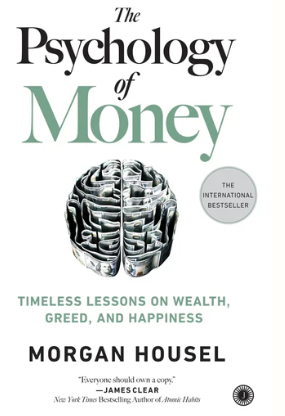 The
Psychology
of
Money
THE
INTERNATIONAL
BESTSELLER
TIMELESS LESSONS ON WEALTH,
GREED, AND HAPPINESS
MORGAN HOUSEL
"Everyone should own a copy."
—JAMES CLEAR
New York Times Bestselling Author of Atomic Habits